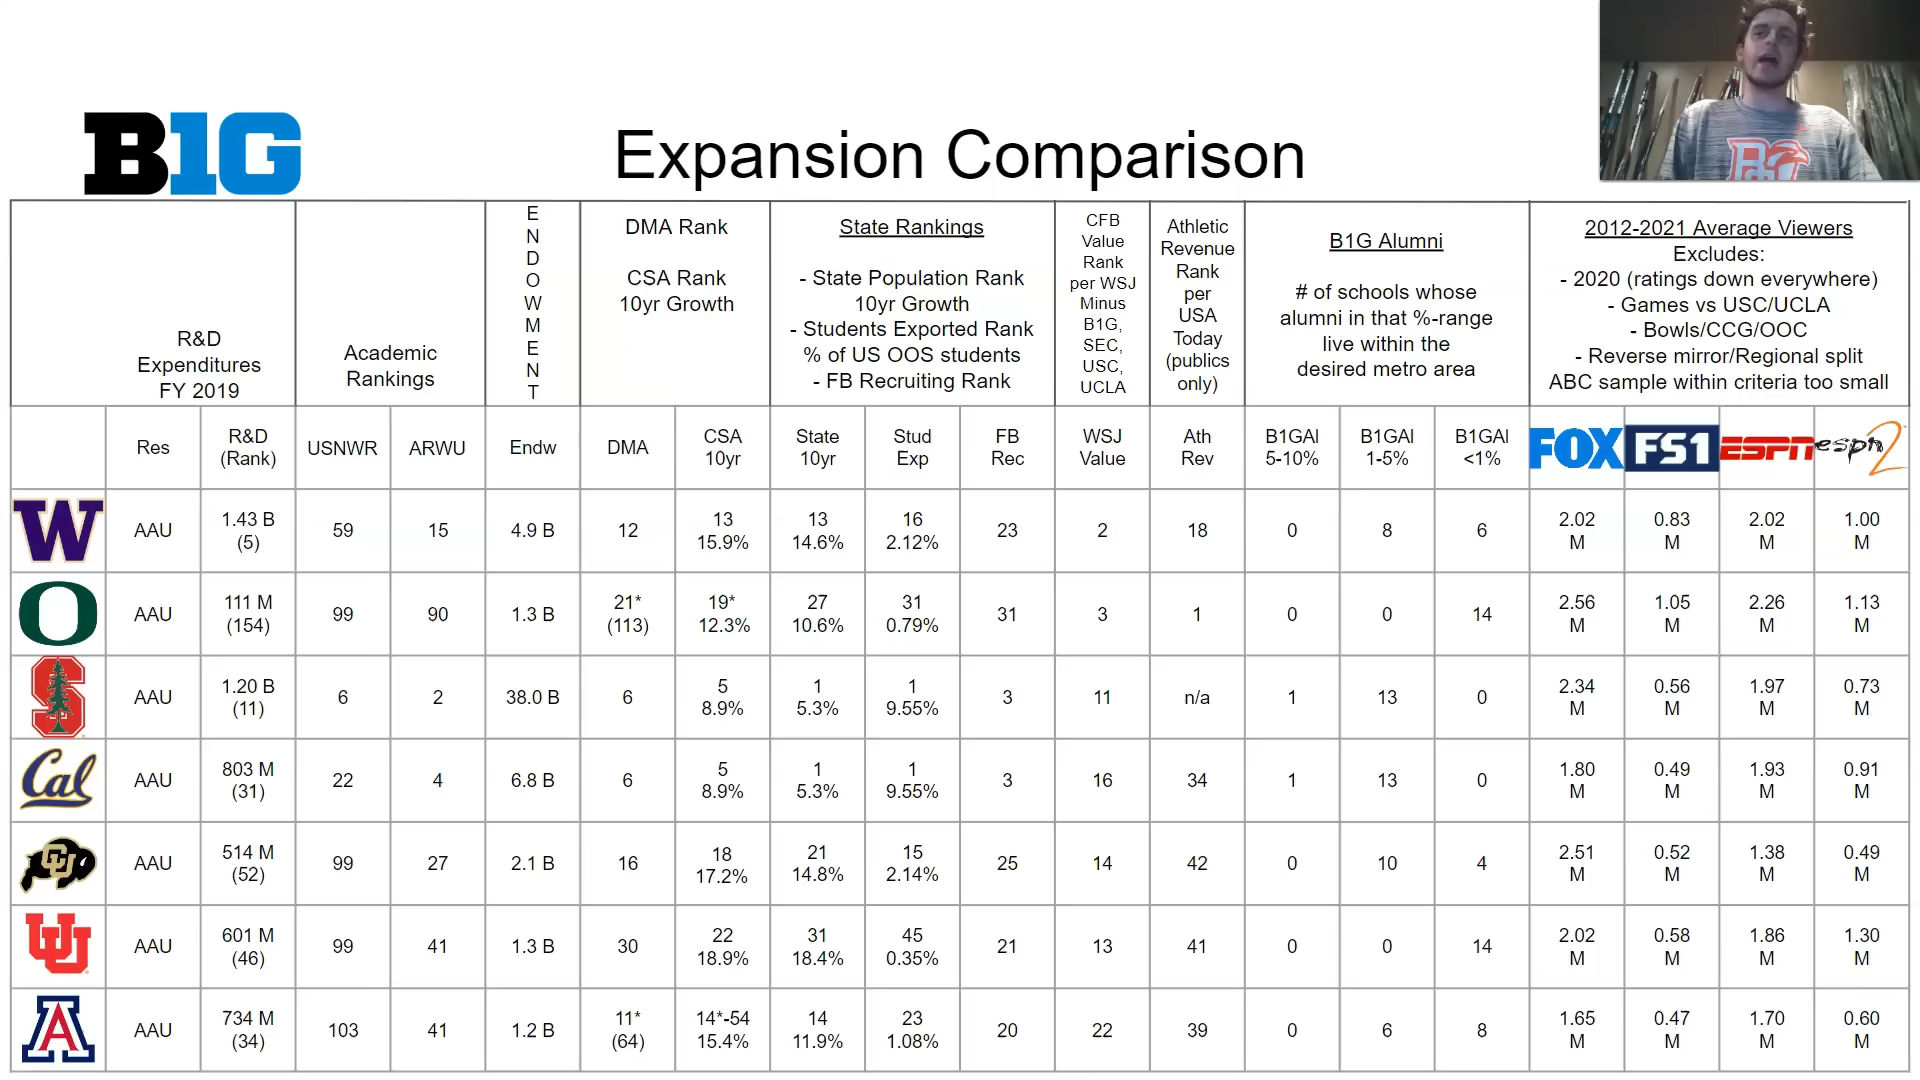 B1G
Expansion Comparison
R&D
Expenditures
FY 2019
Academic
Rankings
E
N
D
O
W
M
E
N
T
DMA Rank
CSA Rank
10yr Growth
State Rankings
- State Population Rank
10yr Growth
- Students Exported Rank
% of US OOS students
- FB Recruiting Rank
CFB
Value
Rank
per WSJ
Minus
B1G,
SEC,
USC,
UCLA
Athletic
Revenue
Rank
per
USA
Today
(publics
only)
B1G Alumni
# of schools whose
alumni in that %-range
live within the
desired metro area
2012-2021 Average Viewers
Excludes:
- 2020 (ratings down everywhere)
- Games vs USC/UCLA
- Bowls/CCG/OOC
- Reverse mirror/Regional split
ABC sample within criteria too small
Res R&D (Rank) USNWR ARWU Endw DMA CSA 10yr State 10yr Stud Exp FB Rec WSJ Value Ath Rev B1GAl 5-10% B1GAl 1-5% B1GAl <1% FOX FS1 ESPN espn2
W AAU 1.43 B (5) 59 15 4.9 B 12 13 15.9% 13 14.6% 16 2.12% 23 2 18 0 8 6 2.02 M 0.83 M 2.02 M 1.00 M
O AAU 111 M (154) 99 90 1.3 B 21* (113) 19* 12.3% 27 10.6% 31 0.79% 31 3 1 0 0 14 2.56 M 1.05 M 2.26 M 1.13 M
S AAU 1.20 B (11) 6 2 38.0 B 6 5 8.9% 1 5.3% 1 9.55% 3 11 n/a 1 13 0 2.34 M 0.56 M 1.97 M 0.73 M
Cal AAU 803 M (31) 22 4 6.8 B 6 5 8.9% 1 5.3% 1 9.55% 3 16 34 1 13 0 1.80 M 0.49 M 1.93 M 0.91 M
CU AAU 514 M (52) 99 27 2.1 B 16 18 17.2% 21 14.8% 15 2.14% 25 14 42 0 10 4 2.51 M 0.52 M 1.38 M 0.49 M
UU AAU 601 M (46) 99 41 1.3 B 30 22 18.9% 31 18.4% 45 0.35% 21 13 41 0 0 14 2.02 M 0.58 M 1.86 M 1.30 M
A AAU 734 M (34) 103 41 1.2 B 11* (64) 14*-54 15.4% 14 11.9% 23 1.08% 20 22 39 0 6 8 1.65 M 0.47 M 1.70 M 0.60 M